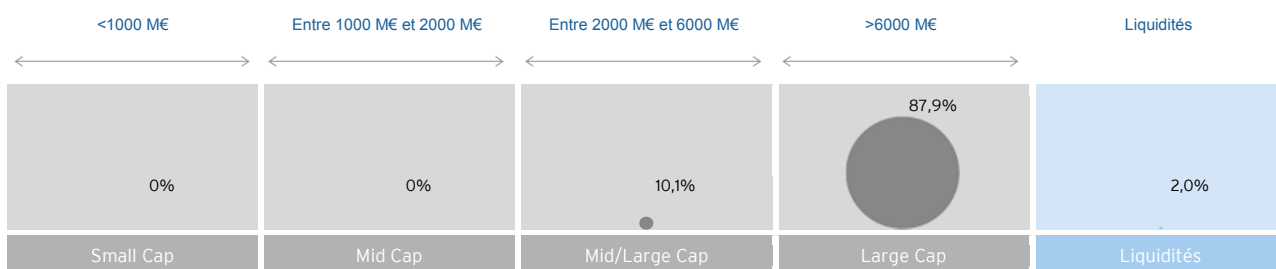 <1000 M€
Entre 1000 M€ et 2000 M€
Entre 2000 M€ et 6000 M€
>6000 M€
Liquidités
87,9%
0%
0%
10,1%
2,0%
Small Cap
Mid Cap
Mid/Large Cap
Large Cap
Liquidités